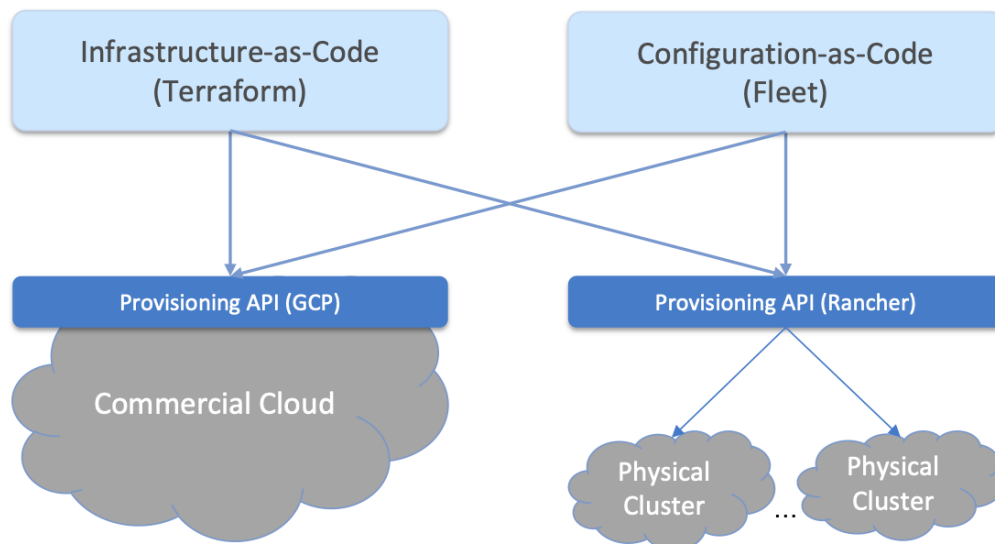 Infrastructure-as-Code
(Terraform)
Configuration-as-Code
(Fleet)
Provisioning API (GCP)
Provisioning API (Rancher)
Commercial Cloud
Physical
Cluster
...
Physical
Cluster